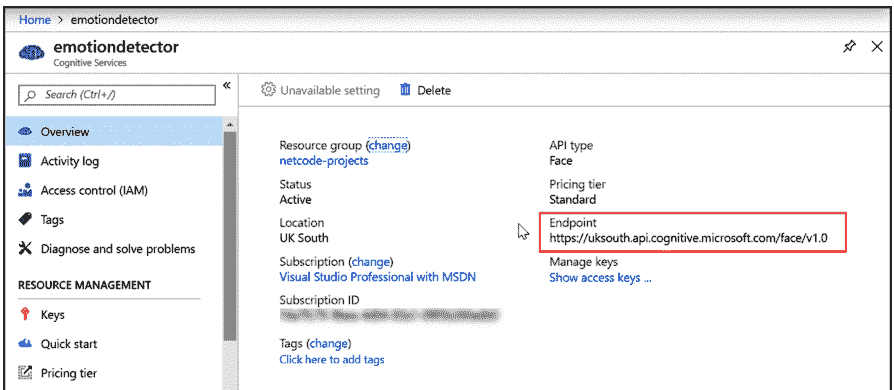 Home > emotiondetector
emotiondetector
Cognitive Services
Search (Ctrl+/)
«
Overview
Activity log
Access control (IAM)
Tags
Diagnose and solve problems
RESOURCE MANAGEMENT
Keys
Quick start
Pricing tier
Unavailable setting Delete
Resource group (change)
netcode-projects
Status
Active
Location
UK South
Subscription (change)
Visual Studio Professional with MSDN
Subscription ID
Tags (change)
Click here to add tags
API type
Face
Pricing tier
Standard
Endpoint
https://uksouth.api.cognitive.microsoft.com/face/v1.0
Manage keys
Show access keys ...